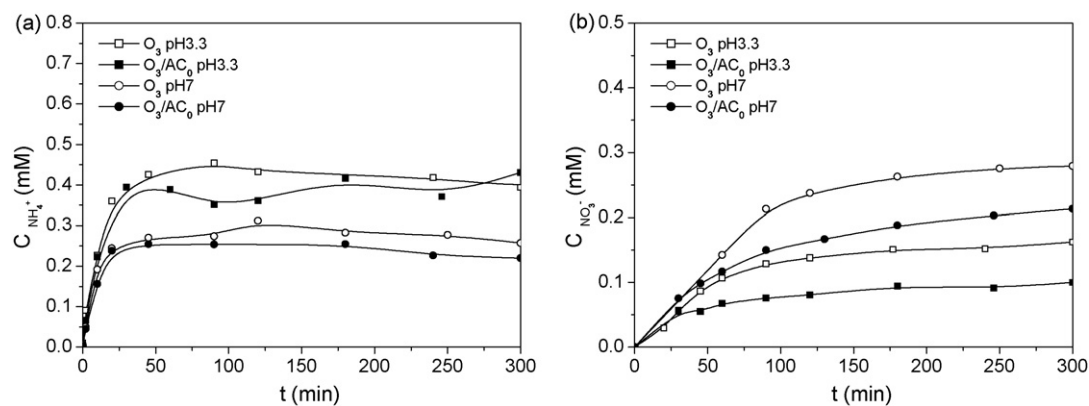 (a)
0.8
0.7
0.6
0.5
0.4
0.3
0.2
0.1
0.0
C NH₄⁺ (mM)
O₃ pH3.3
O₃/AC₀ pH3.3
O₃ pH7
O₃/AC₀ pH7
0 50 100 150 200 250 300
t (min)
(b)
0.5
0.4
0.3
0.2
0.1
0.0
C NO₃⁻ (mM)
O₃ pH3.3
O₃/AC₀ pH3.3
O₃ pH7
O₃/AC₀ pH7
0 50 100 150 200 250 300
t (min)